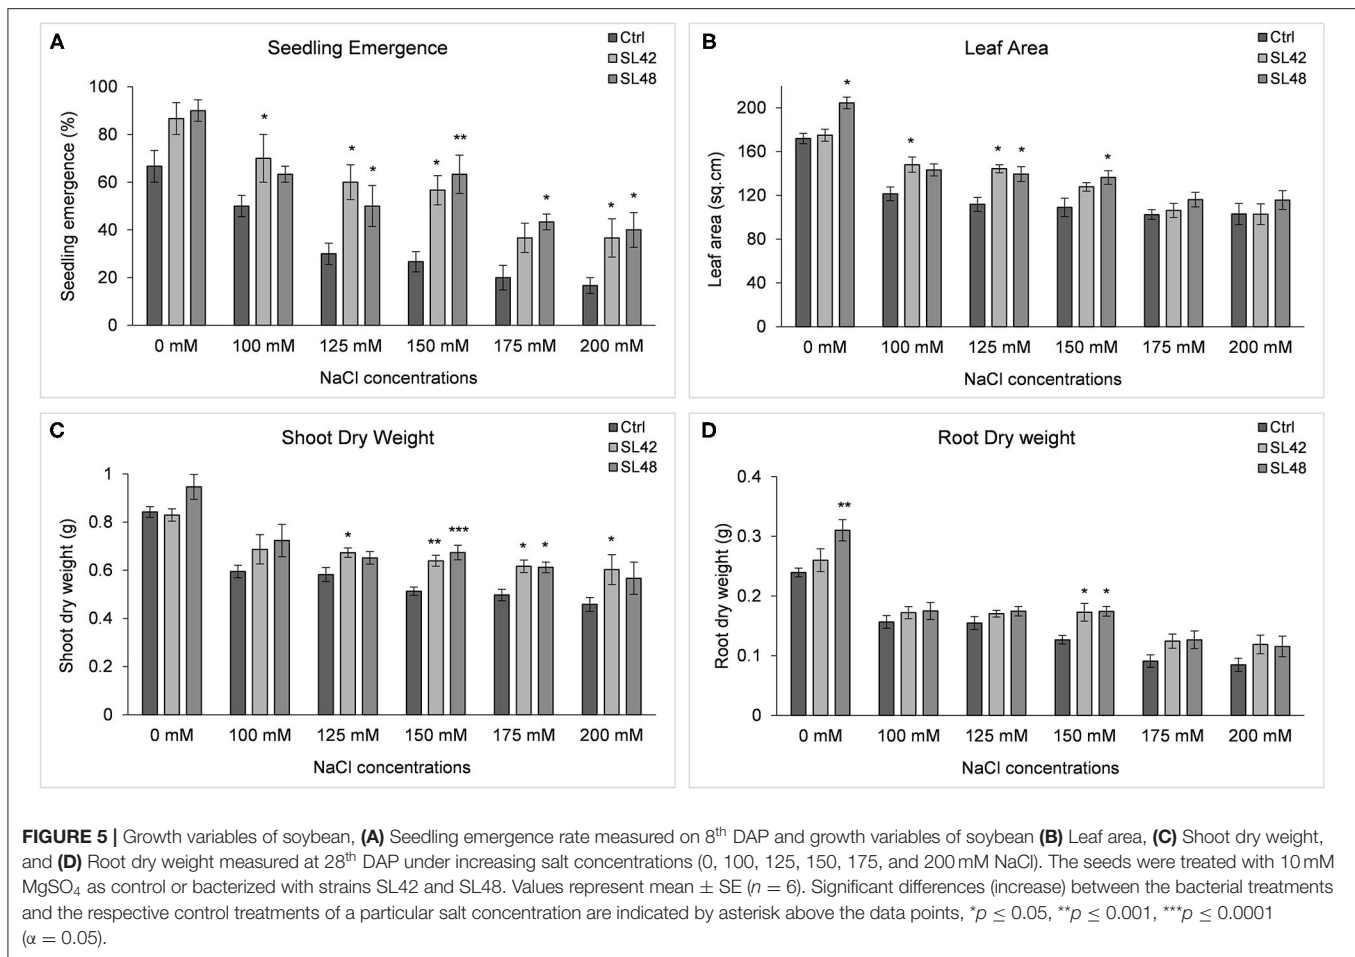 A
Seedling Emergence
Ctrl
SL42
SL48
Seedling emergence (%)
100
80
60
40
20
0
*
*
*
*
**
*
*
*
0 mM 100 mM 125 mM 150 mM 175 mM 200 mM
NaCl concentrations
B
Leaf Area
Ctrl
SL42
SL48
Leaf area (sq.cm)
200
160
120
80
40
0
*
*
*
*
*
0 mM 100 mM 125 mM 150 mM 175 mM 200 mM
NaCl concentrations
C
Shoot Dry Weight
Ctrl
SL42
SL48
Shoot dry weight (g)
1
0.8
0.6
0.4
0.2
0
*
**
***
*
*
*
0 mM 100 mM 125 mM 150 mM 175 mM 200 mM
NaCl concentrations
D
Root Dry weight
Ctrl
SL42
SL48
Root dry weight (g)
0.4
0.3
0.2
0.1
0
**
*
*
0 mM 100 mM 125 mM 150 mM 175 mM 200 mM
NaCl concentrations
FIGURE 5 | Growth variables of soybean, (A) Seedling emergence rate measured on 8th DAP and growth variables of soybean (B) Leaf area, (C) Shoot dry weight,
and (D) Root dry weight measured at 28th DAP under increasing salt concentrations (0, 100, 125, 150, 175, and 200 mM NaCl). The seeds were treated with 10 mM
MgSO4 as control or bacterized with strains SL42 and SL48. Values represent mean ± SE (n = 6). Significant differences (increase) between the bacterial treatments
and the respective control treatments of a particular salt concentration are indicated by asterisk above the data points, *p ≤ 0.05, **p ≤ 0.001, ***p ≤ 0.0001
(α = 0.05).